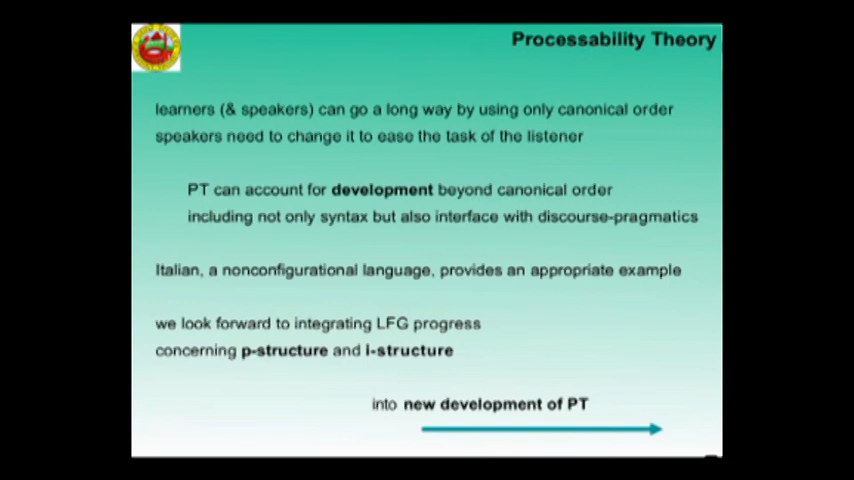 Processability Theory
learners (& speakers) can go a long way by using only canonical order
speakers need to change it to ease the task of the listener
PT can account for development beyond canonical order
including not only syntax but also interface with discourse-pragmatics
Italian, a nonconfigurational language, provides an appropriate example
we look forward to integrating LFG progress
concerning p-structure and i-structure
into new development of PT